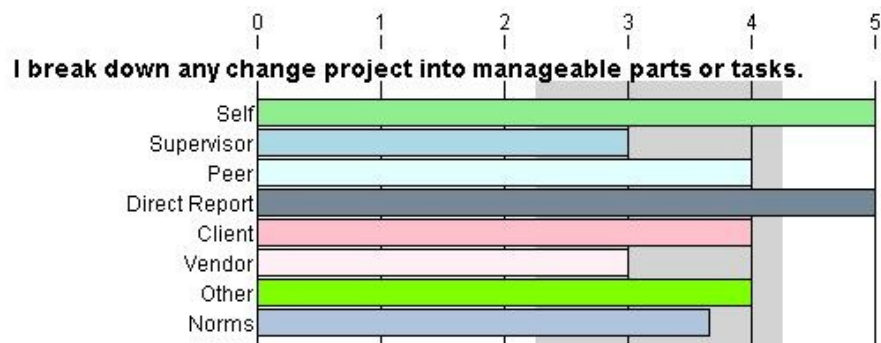 0 1 2 3 4 5
I break down any change project into manageable parts or tasks.
Self
Supervisor
Peer
Direct Report
Client
Vendor
Other
Norms